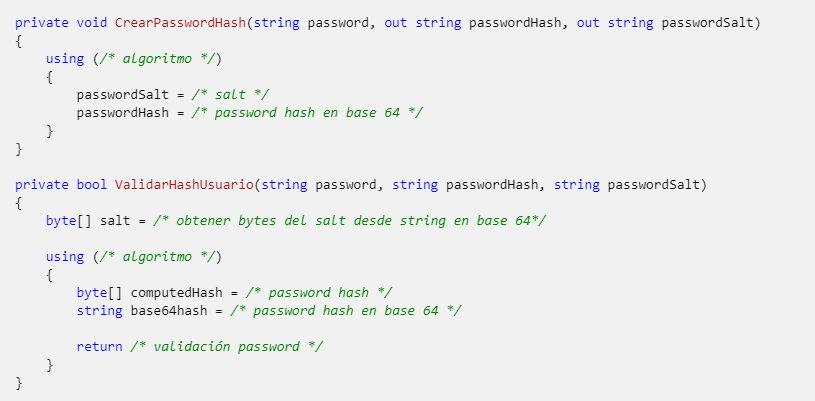 private void CrearPasswordHash(string password, out string passwordHash, out string passwordSalt)
{
    using (/* algoritmo */)
    {
        passwordSalt = /* salt */
        passwordHash = /* password hash en base 64 */
    }
}

private bool ValidarHashUsuario(string password, string passwordHash, string passwordSalt)
{
    byte[] salt = /* obtener bytes del salt desde string en base 64*/

    using (/* algoritmo */)
    {
        byte[] computedHash = /* password hash */
        string base64hash = /* password hash en base 64 */

        return /* validación password */
    }
}